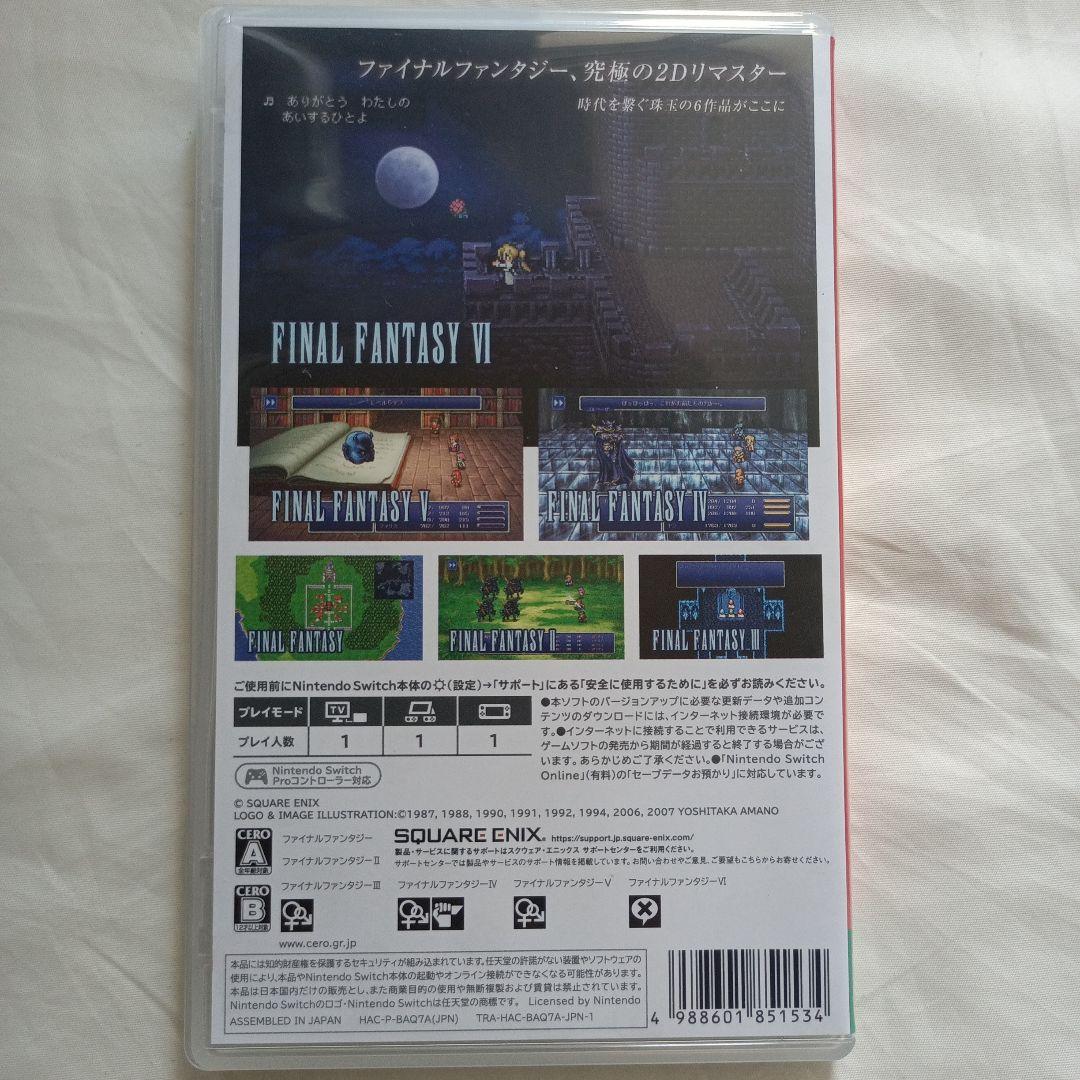 ファイナルファンタジー、究極の2Dリマスター
時代を繋ぐ珠玉の6作品がここに
♬ ありがとう わたしの
あいするひとよ
FINAL FANTASY VI
レベル5デス
FINAL FANTASY V
FINAL FANTASY IV
FINAL FANTASY
FINAL FANTASY II
FINAL FANTASY III
ご使用前にNintendo Switch本体の(設定)→「サポート」にある「安全に使用するために」を必ずお読みください。
プレイモード TV
プレイ人数 1 1 1
Nintendo Switch
Proコントローラー対応
●本ソフトのバージョンアップに必要な更新データや追加コ
ンテンツのダウンロードには、インターネット接続環境が必要で
す。●インターネットに接続することで利用できるサービスは、
ゲームソフトの発売から期間が経過すると終了する場合がござ
います。あらかじめご了承ください。●「Nintendo Switch
Online」(有料)の「セーブデータお預かり」に対応しています。
© SQUARE ENIX
LOGO & IMAGE ILLUSTRATION:©1987, 1988, 1990, 1991, 1992, 1994, 2006, 2007 YOSHITAKA AMANO
CERO
A
全年齢対象
ファイナルファンタジー
ファイナルファンタジーⅡ
SQUARE ENIX. https://support.jp.square-enix.com/
製品・サービスに関するサポートはスクウェア・エニックス サポートセンターをご利用ください。
サポートセンターでは製品やサービスのサポート情報を掲載しています。お問い合わせやご意見、ご要望もこちらからお寄せください。
CERO
B
12才以上対象
ファイナルファンタジーⅢ
ファイナルファンタジーⅣ
ファイナルファンタジーⅤ
ファイナルファンタジーⅥ
www.cero.gr.jp
本品には知的財産権を保護するセキュリティが組み込まれています。任天堂の許諾がない装置やソフトウェアの
使用により、本品やNintendo Switch本体の起動やオンライン接続ができなくなる可能性があります。
本品は日本国内だけの販売とし、また商業目的の使用や無断複製および賃貸は禁止します。
Nintendo Switchのロゴ・Nintendo Switchは任天堂の商標です。 Licensed by Nintendo
ASSEMBLED IN JAPAN HAC-P-BAQ7A(JPN) TRA-HAC-BAQ7A-JPN-1
4 988601 851534